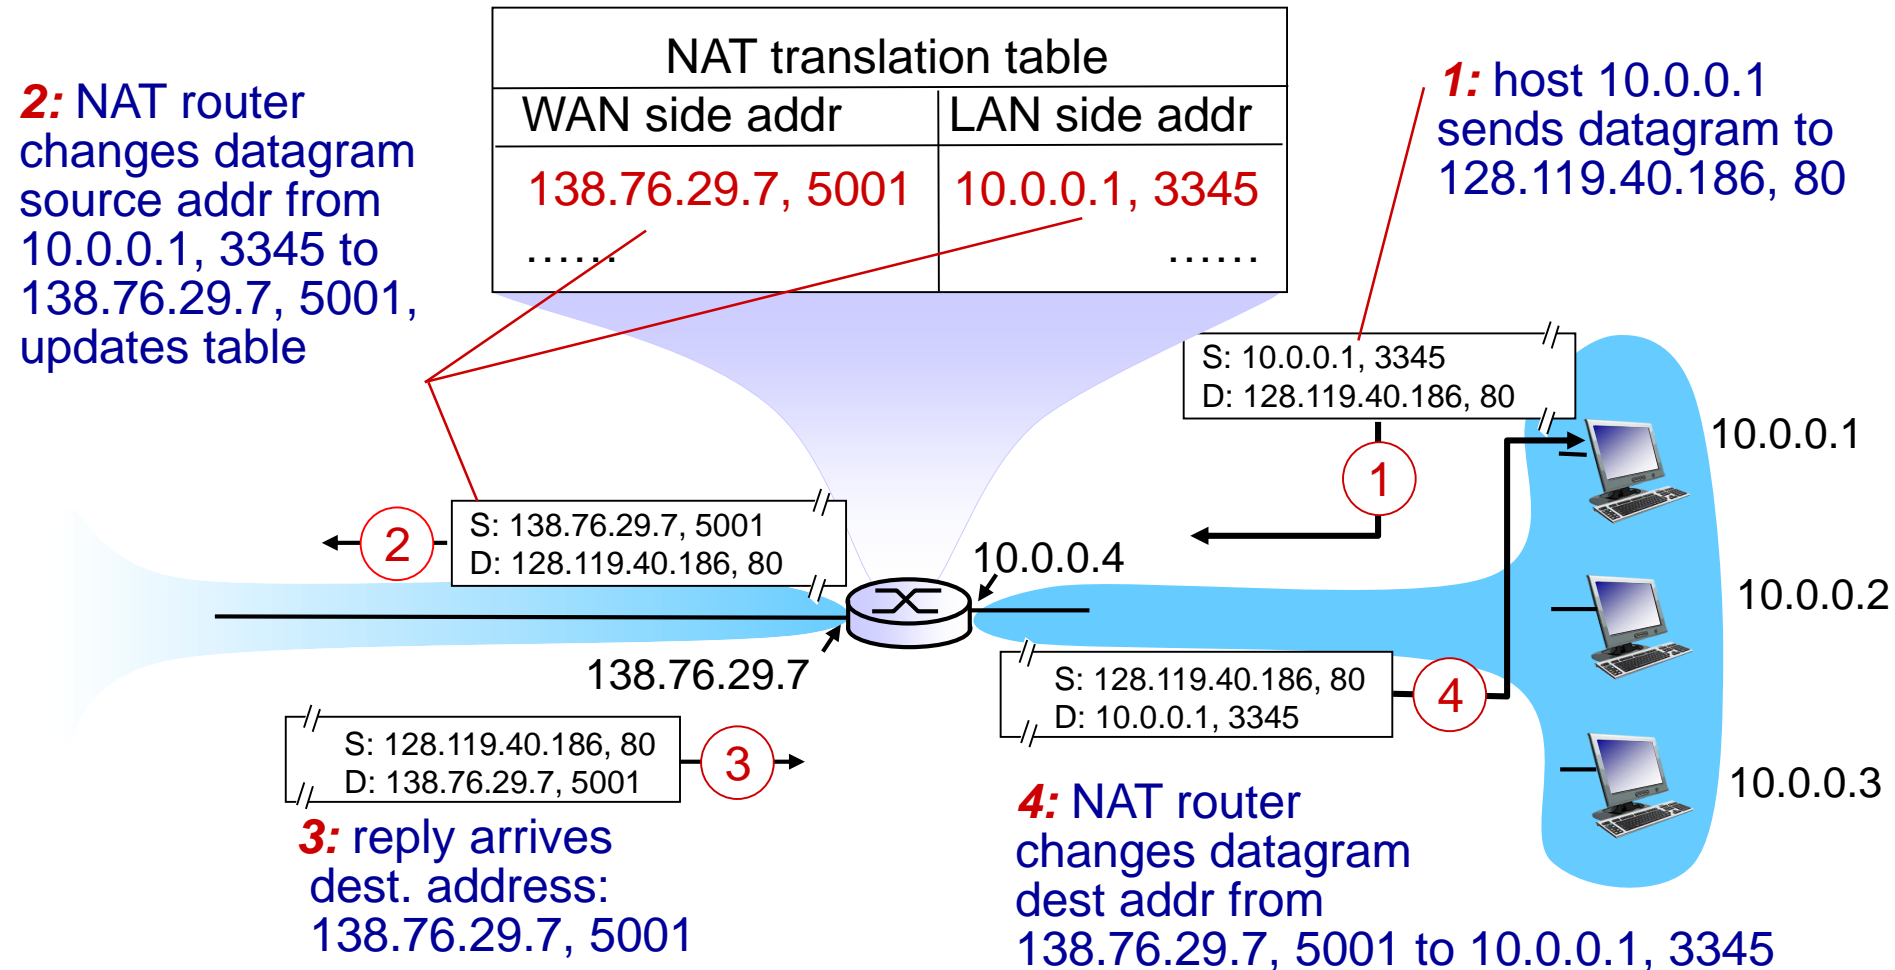 NAT translation table
WAN side addr LAN side addr
138.76.29.7, 5001 10.0.0.1, 3345
...... ......
2: NAT router
changes datagram
source addr from
10.0.0.1, 3345 to
138.76.29.7, 5001,
updates table
1: host 10.0.0.1
sends datagram to
128.119.40.186, 80
S: 10.0.0.1, 3345
D: 128.119.40.186, 80
1
10.0.0.1
S: 138.76.29.7, 5001
D: 128.119.40.186, 80
2
10.0.0.4
10.0.0.2
138.76.29.7
S: 128.119.40.186, 80
D: 10.0.0.1, 3345
4
S: 128.119.40.186, 80
D: 138.76.29.7, 5001
3
10.0.0.3
3: reply arrives
dest. address:
138.76.29.7, 5001
4: NAT router
changes datagram
dest addr from
138.76.29.7, 5001 to 10.0.0.1, 3345